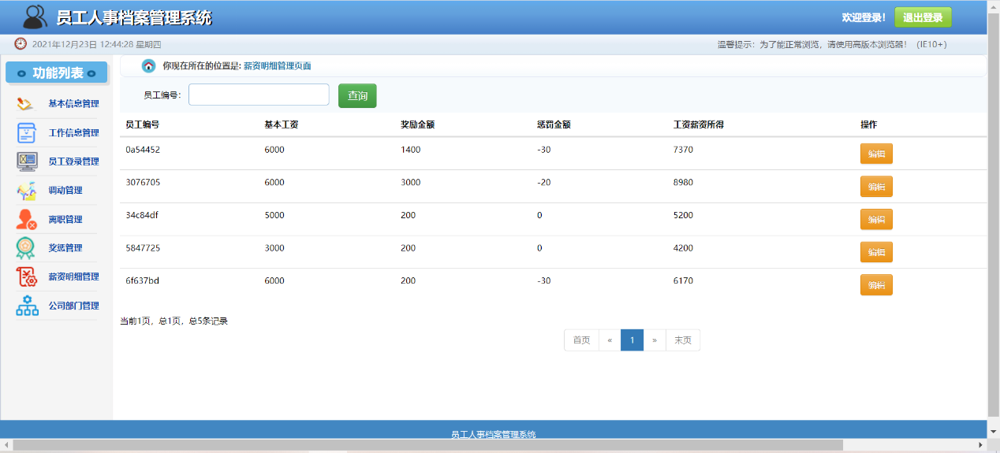 员工人事档案管理系统
欢迎登录! 退出登录
2021年12月23日 12:44:28 星期四
温馨提示：为了能正常浏览，请使用高版本浏览器！ (IE10+)
功能列表
基本信息管理
工作信息管理
员工登录管理
调动管理
离职管理
奖惩管理
薪资明细管理
公司部门管理
你现在所在的位置是: 薪资明细管理页面
员工编号: 查询
员工编号 基本工资 奖励金额 惩罚金额 工资薪资所得 操作
0a54452 6000 1400 -30 7370 编辑
3076705 6000 3000 -20 8980 编辑
34c84df 5000 200 0 5200 编辑
5847725 3000 200 0 4200 编辑
6f637bd 6000 200 -30 6170 编辑
当前1页，总1页，总5条记录
首页 « 1 » 末页
员工人事档案管理系统